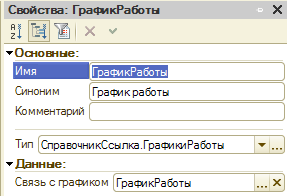 Свойства: ГрафикРаботы
Основные:
Имя ГрафикРаботы
Синоним График работы
Комментарий
Тип СправочникСсылка.ГрафикиРаботы
Данные:
Связь с графиком ГрафикРаботы